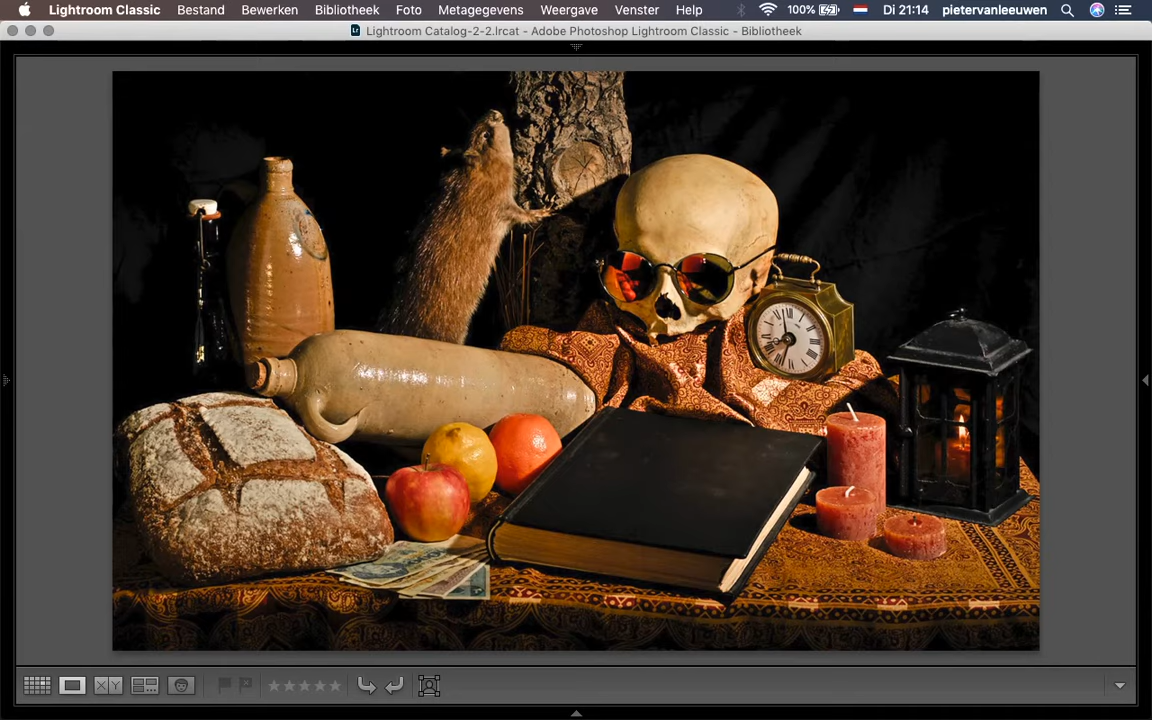 Lightroom Classic Bestand Bewerken Bibliotheek Foto Metagegevens Weergave Venster Help 100% Di 21:14 pietervanleeuwen
Lightroom Catalog-2-2.lrcat - Adobe Photoshop Lightroom Classic - Bibliotheek
X Y